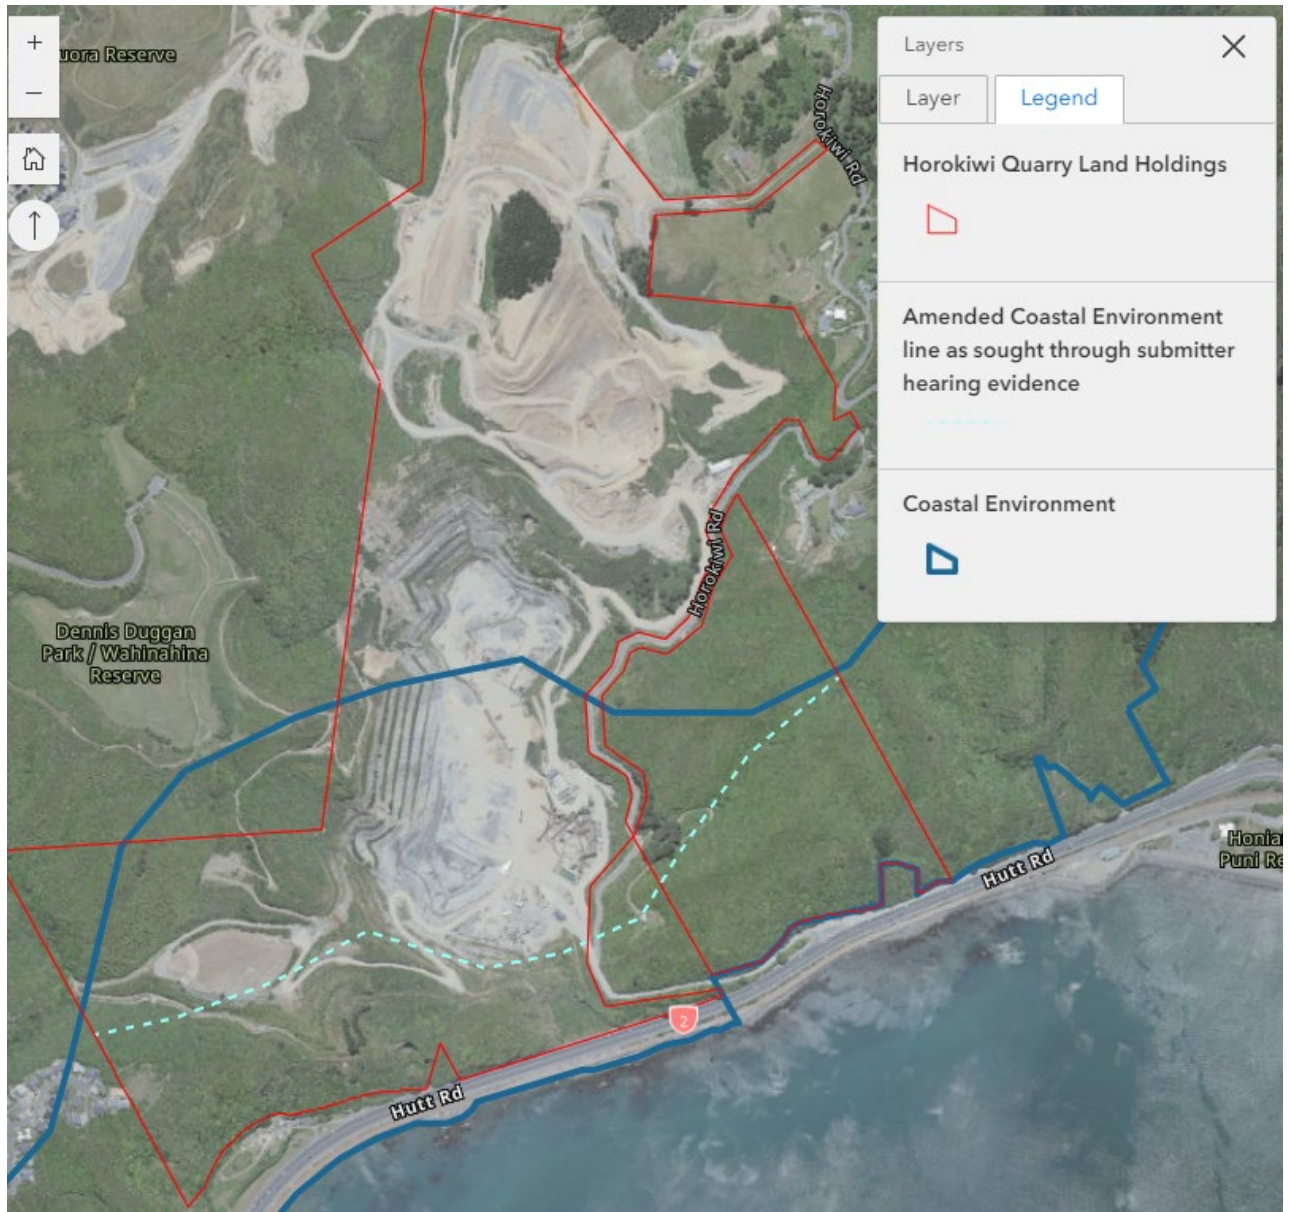 +
uora Reserve
−
Horokiwi Rd
Layers
Layer
Legend
Horokiwi Quarry Land Holdings
Amended Coastal Environment
line as sought through submitter
hearing evidence
Coastal Environment
Horokiwi Rd
Dennis Duggan
Park / Wahinahina
Reserve
Honia
Puni Re
Hutt Rd
2
Hutt Rd